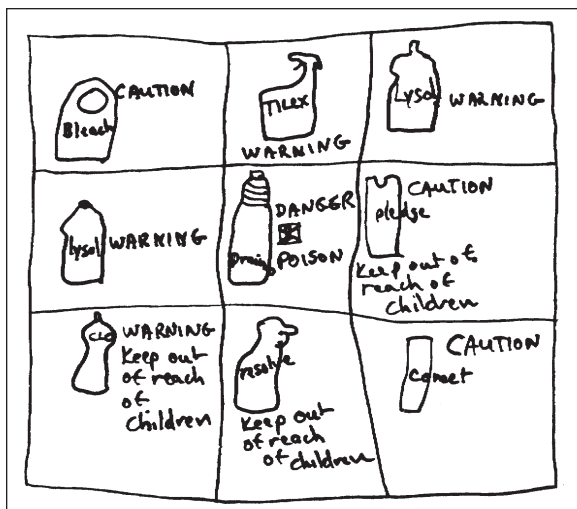 CAUTION
Bleach
TILEX
WARNING
Lysol
WARNING
Lysol
WARNING
DANGER
Drain
POISON
CAUTION
pledge
Keep out of
reach of
children
WARNING
Keep out
of reach
of
children
resolve
Keep out
of reach
of children
CAUTION
comet